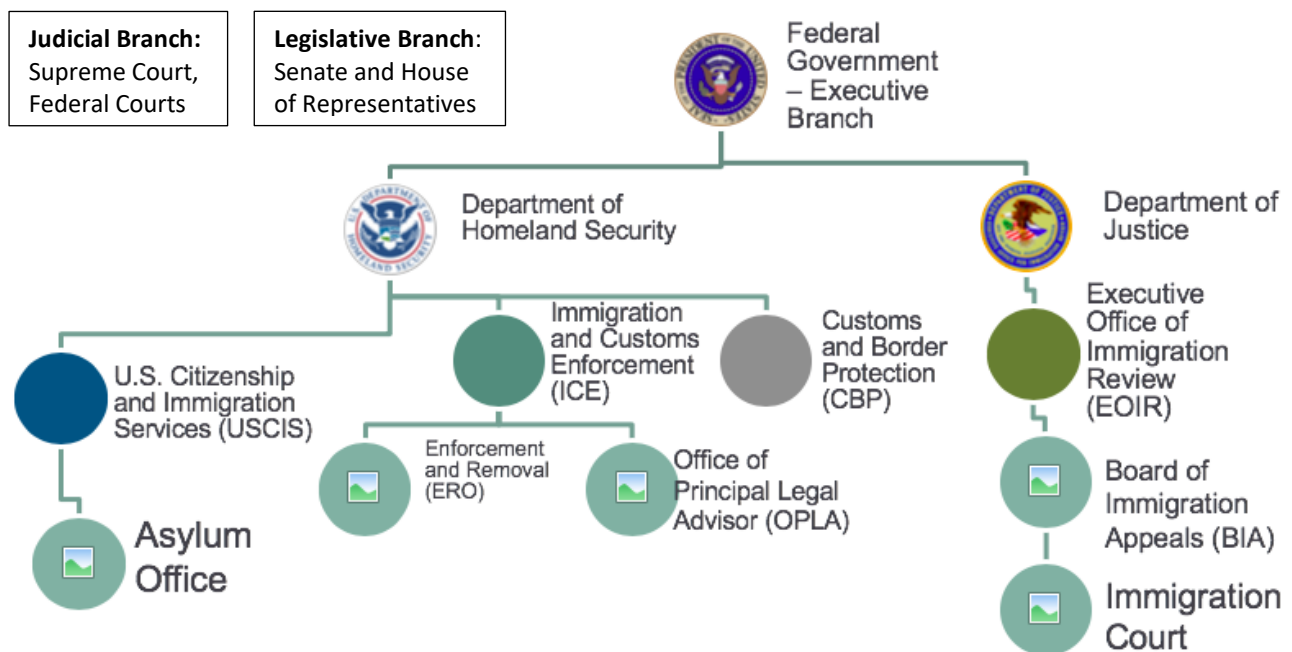 Judicial Branch:
Supreme Court,
Federal Courts
Legislative Branch:
Senate and House
of Representatives
Federal
Government
– Executive
Branch
Department of
Homeland Security
Department of
Justice
U.S. Citizenship
and Immigration
Services (USCIS)
Immigration
and Customs
Enforcement
(ICE)
Customs
and Border
Protection
(CBP)
Executive
Office of
Immigration
Review
(EOIR)
Enforcement
and Removal
(ERO)
Office of
Principal Legal
Advisor (OPLA)
Board of
Immigration
Appeals (BIA)
Asylum
Office
Immigration
Court